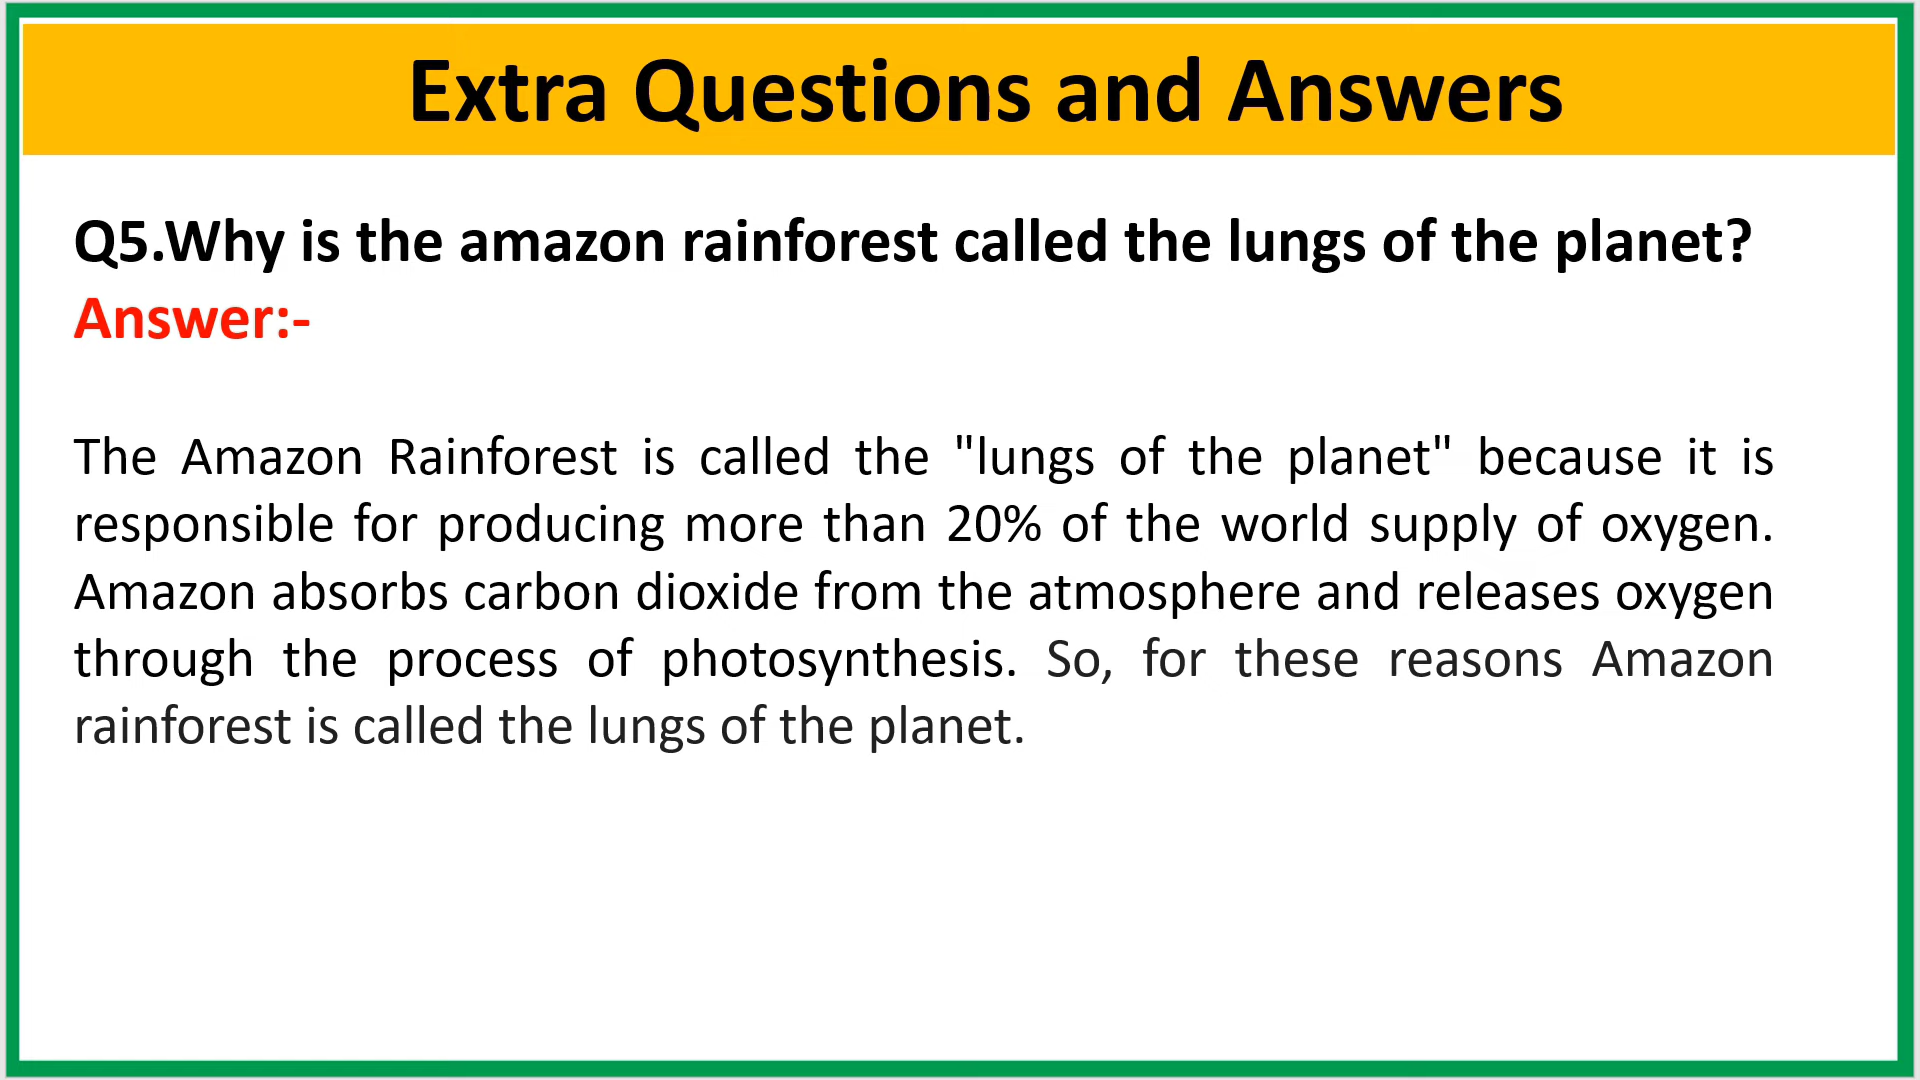 Extra Questions and Answers
Q5.Why is the amazon rainforest called the lungs of the planet?
Answer:-
The Amazon Rainforest is called the "lungs of the planet" because it is
responsible for producing more than 20% of the world supply of oxygen.
Amazon absorbs carbon dioxide from the atmosphere and releases oxygen
through the process of photosynthesis. So, for these reasons Amazon
rainforest is called the lungs of the planet.